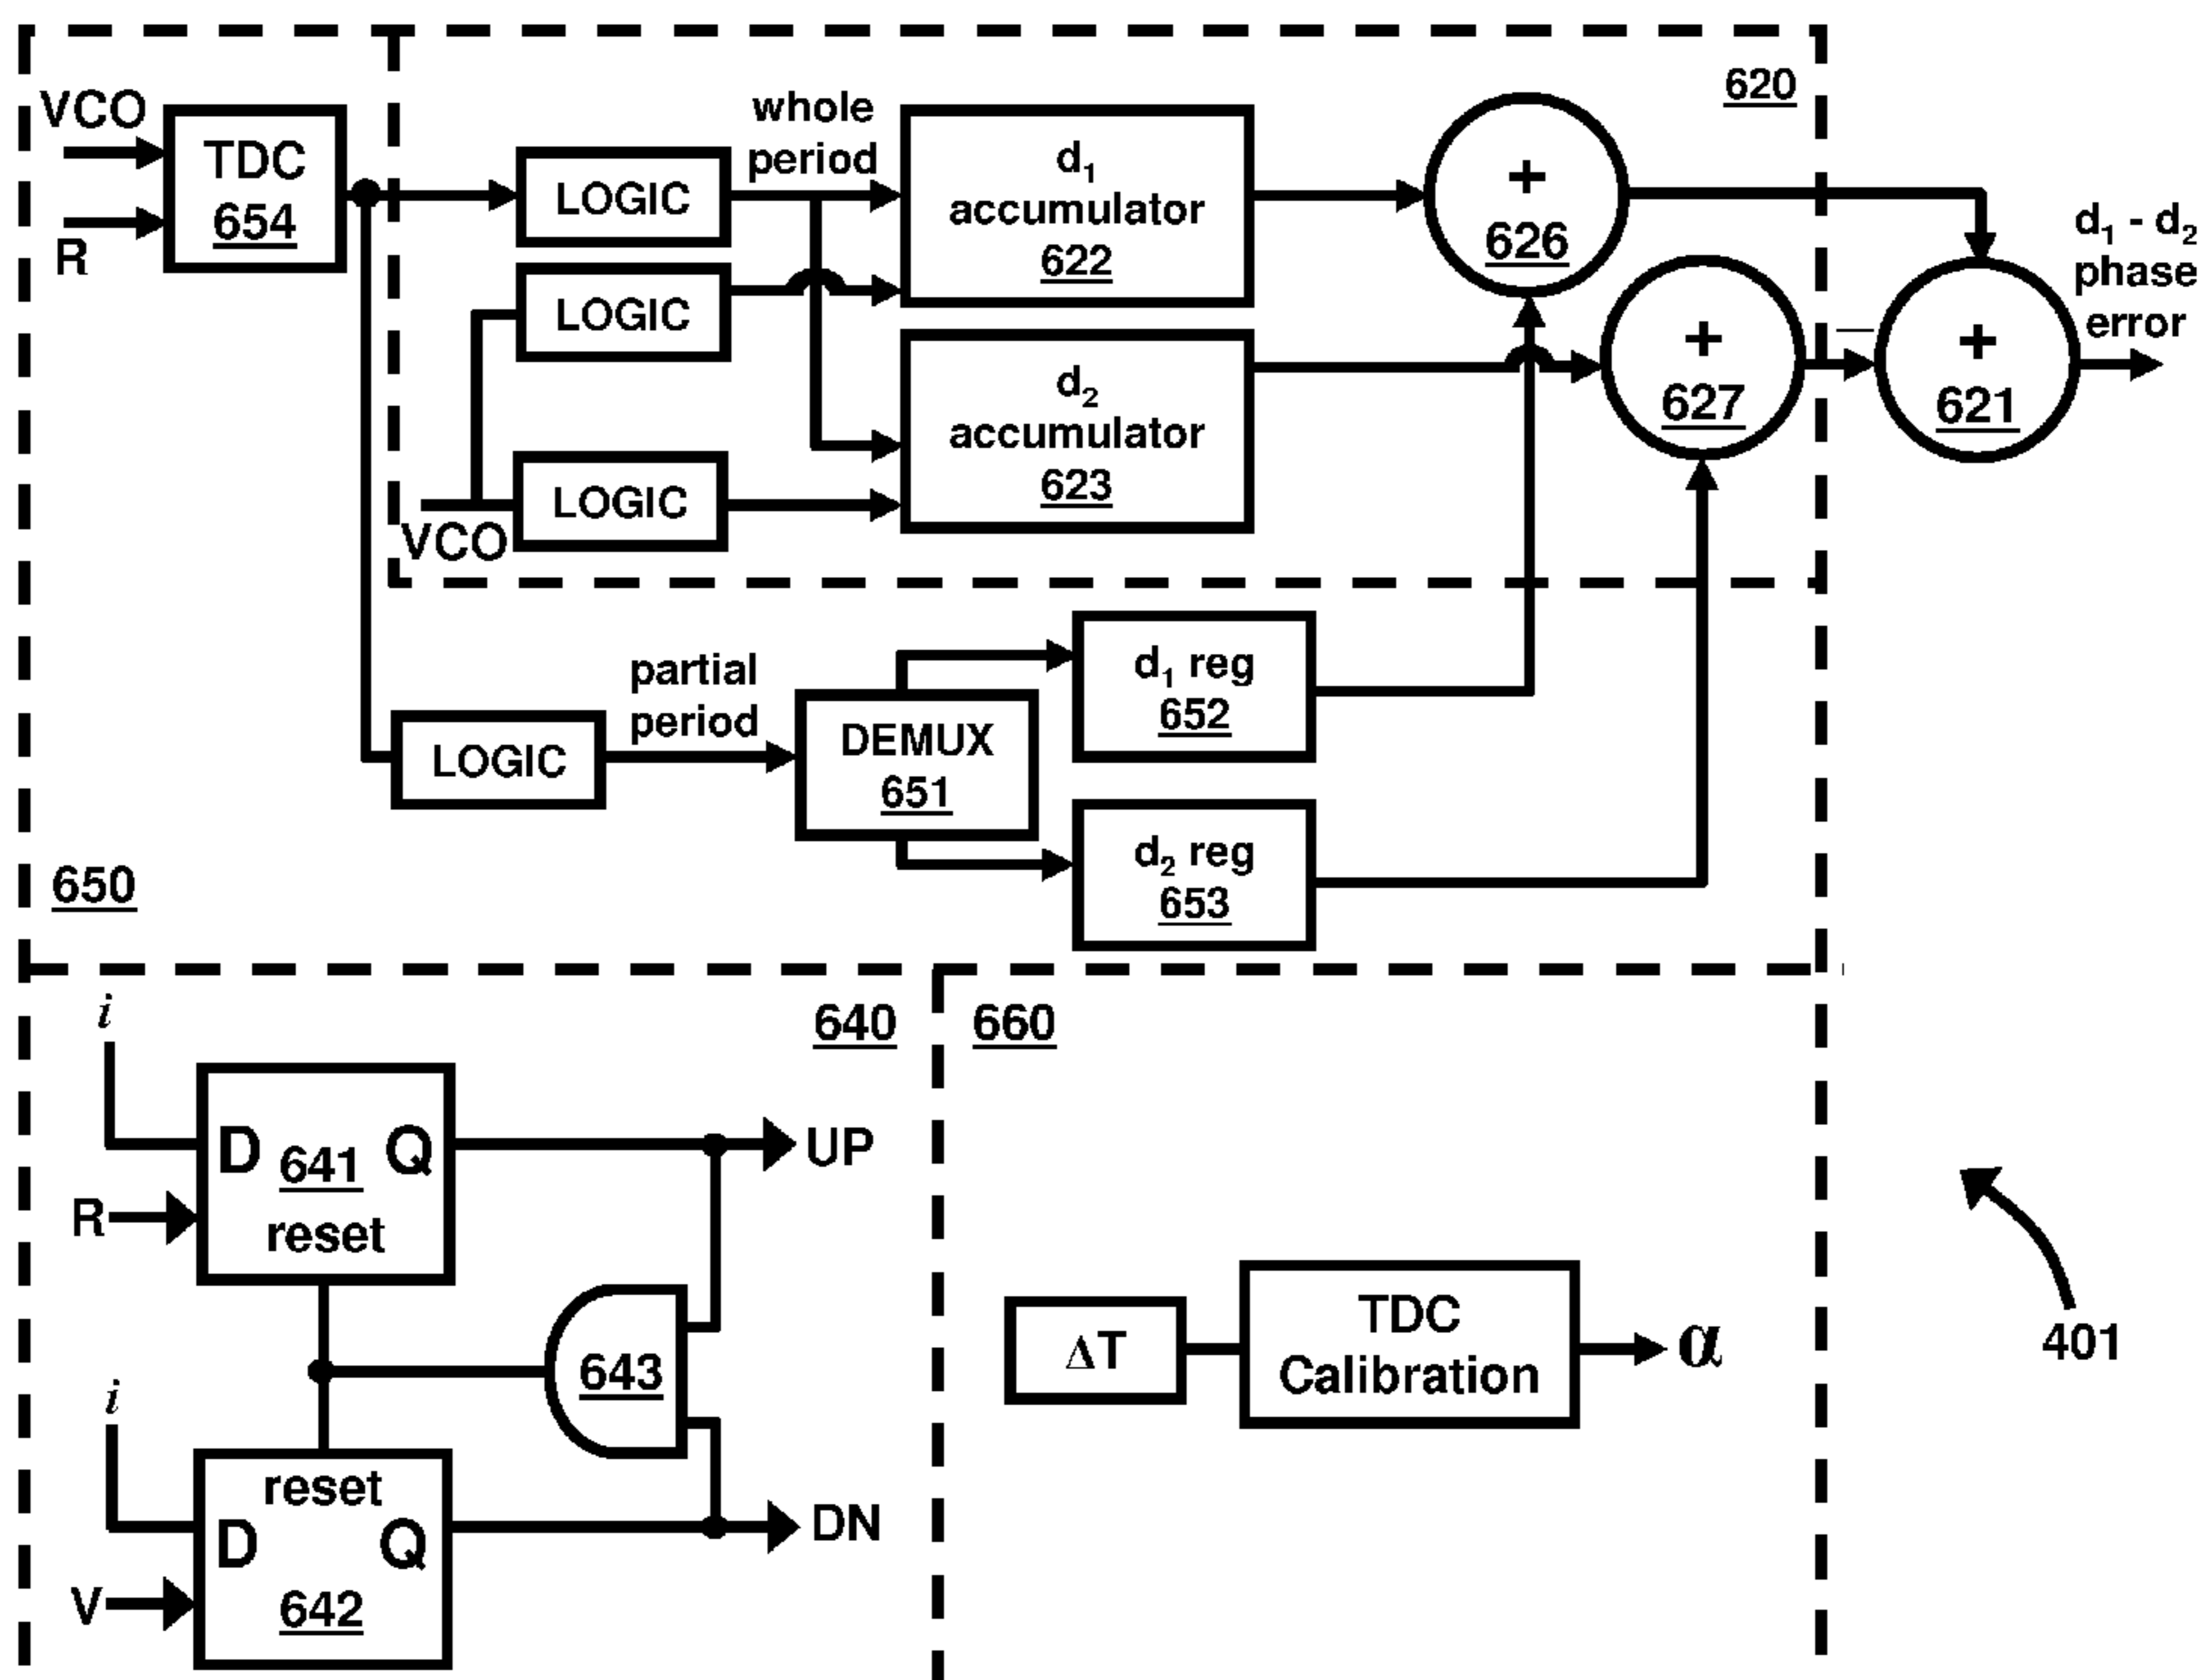 VCO
R
TDC
654
LOGIC
whole
period
d1
accumulator
622
+
626
620
LOGIC
d2
accumulator
623
+
627
—
+
621
d1 - d2
phase
error
LOGIC
VCO
LOGIC
partial
period
DEMUX
651
d1 reg
652
d2 reg
653
650
640
660
i
D
641
Q
reset
R
UP
643
i
reset
D
Q
642
V
DN
ΔT
TDC
Calibration
α
401